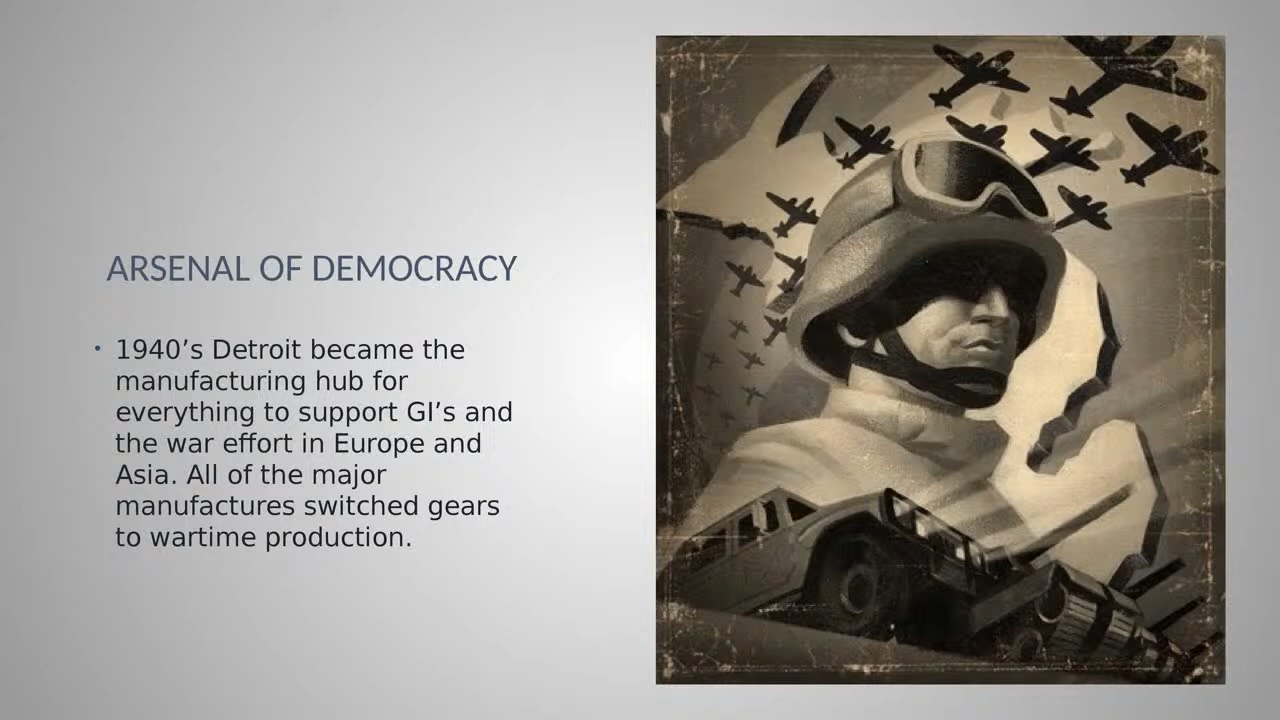 ARSENAL OF DEMOCRACY
• 1940’s Detroit became the
manufacturing hub for
everything to support GI’s and
the war effort in Europe and
Asia. All of the major
manufactures switched gears
to wartime production.